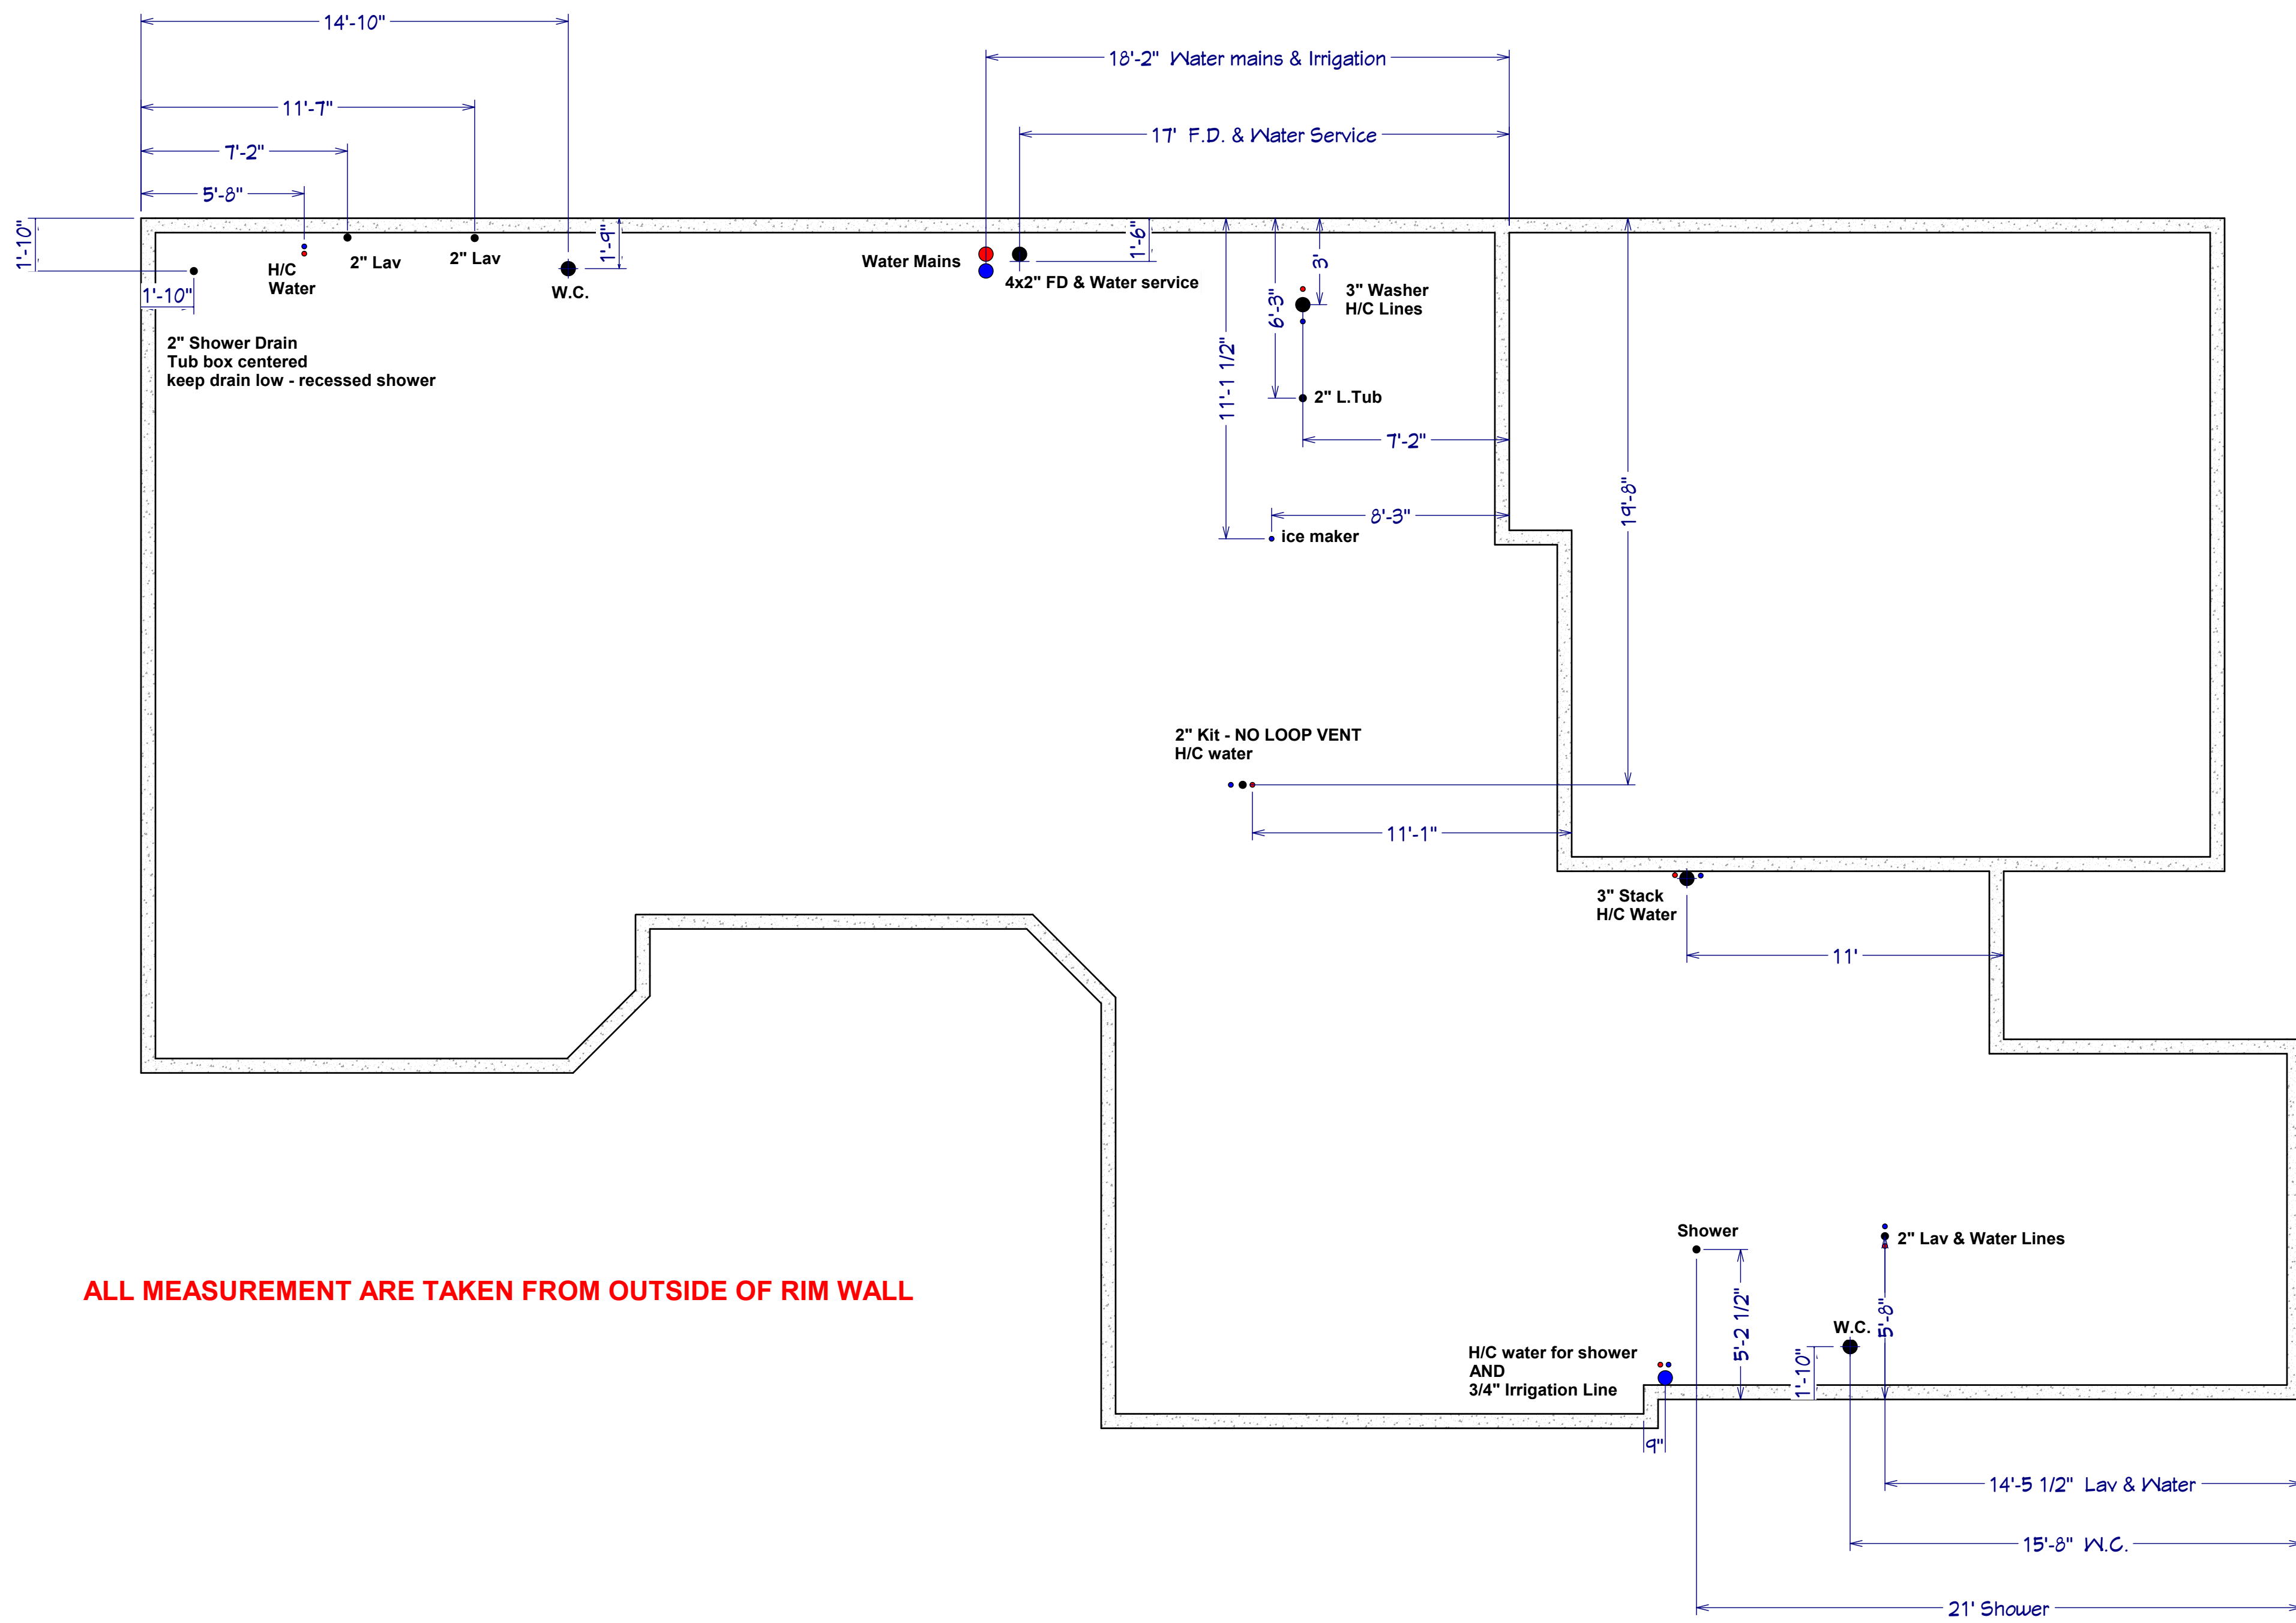 14'-10"
18'-2" Water mains & Irrigation
11'-7"
17' F.D. & Water Service
7'-2"
5'-8"
1'-10"
1'-9"
1'-6"
H/C
Water
2" Lav
2" Lav
W.C.
Water Mains
4x2" FD & Water service
1'-10"
3'
6'-3"
11'-1 1/2"
3" Washer
H/C Lines
2" Shower Drain
Tub box centered
keep drain low - recessed shower
2" L.Tub
7'-2"
19'-8"
8'-3"
ice maker
2" Kit - NO LOOP VENT
H/C water
11'-1"
3" Stack
H/C Water
11'
Shower
2" Lav & Water Lines
5'-2 1/2"
5'-8"
W.C.
1'-10"
ALL MEASUREMENT ARE TAKEN FROM OUTSIDE OF RIM WALL
H/C water for shower
AND
3/4" Irrigation Line
9"
14'-5 1/2" Lav & Water
15'-8" W.C.
21' Shower